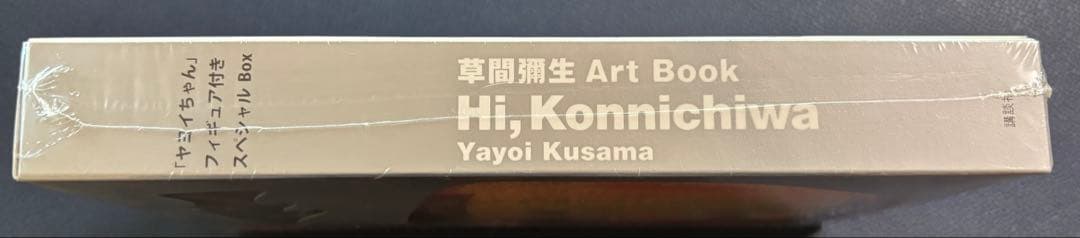 「ヤヨイちゃん」
フィギュア付き
スペシャル Box
草間彌生 Art Book
Hi, Konnichiwa
Yayoi Kusama
講談社